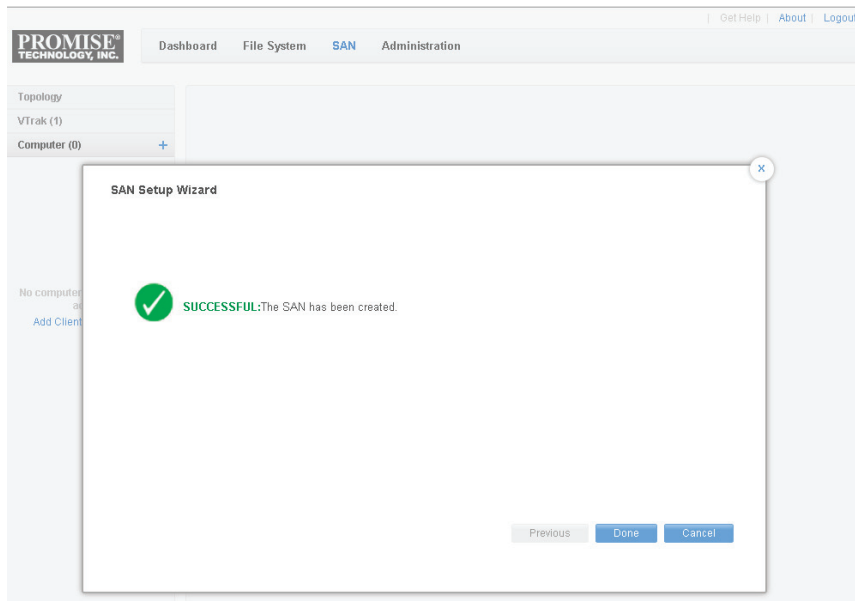 | Get Help | About | Logout
PROMISE®
TECHNOLOGY, INC.
Dashboard File System SAN Administration
Topology
VTrak (1)
Computer (0) +
x
SAN Setup Wizard
No computer
Add Client
SUCCESSFUL:The SAN has been created.
Previous Done Cancel